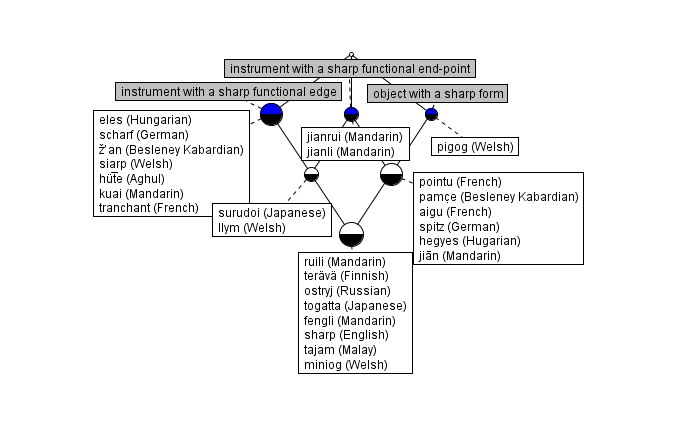 instrument with a sharp functional end-point
instrument with a sharp functional edge
object with a sharp form
eles (Hungarian)
scharf (German)
ž’an (Besleney Kabardian)
siarp (Welsh)
hüt̅e (Aghul)
kuai (Mandarin)
tranchant (French)
jianrui (Mandarin)
jianli (Mandarin)
pigog (Welsh)
surudoi (Japanese)
llym (Welsh)
pointu (French)
pamçe (Besleney Kabardian)
aigu (French)
spitz (German)
hegyes (Hugarian)
jiān (Mandarin)
ruili (Mandarin)
terävä (Finnish)
ostryj (Russian)
togatta (Japanese)
fengli (Mandarin)
sharp (English)
tajam (Malay)
miniog (Welsh)